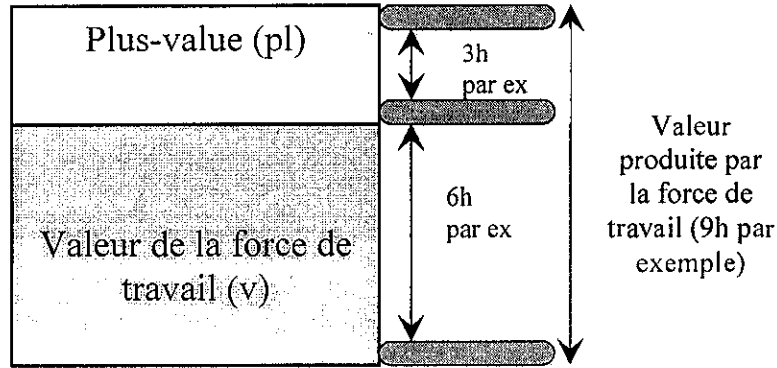 Plus-value (pl)
3h
par ex
6h
par ex
Valeur de la force de
travail (v)
Valeur
produite par
la force de
travail (9h par
exemple)